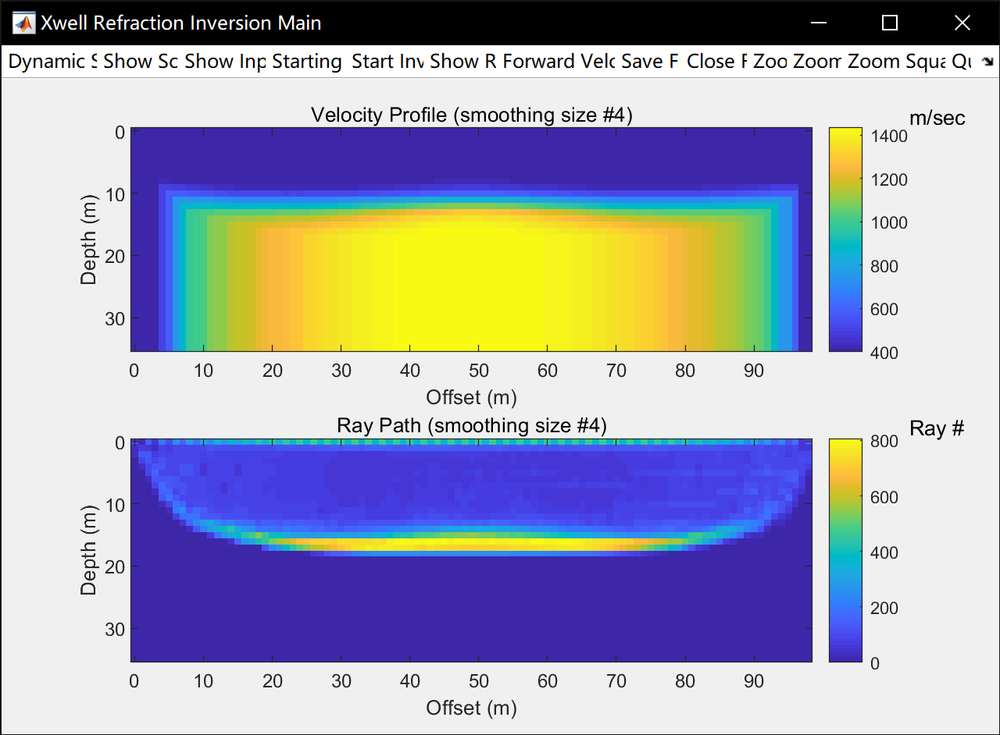 Xwell Refraction Inversion Main
Dynamic S Show Sc Show Inp Starting Start Inv Show R Forward Velo Save F Close F Zoo Zoom Zoom Squa Qu
Velocity Profile (smoothing size #4)
m/sec
0
10
20
30
Depth (m)
0 10 20 30 40 50 60 70 80 90
Offset (m)
1400
1200
1000
800
600
400
Ray Path (smoothing size #4)
Ray #
0
10
20
30
Depth (m)
0 10 20 30 40 50 60 70 80 90
Offset (m)
800
600
400
200
0